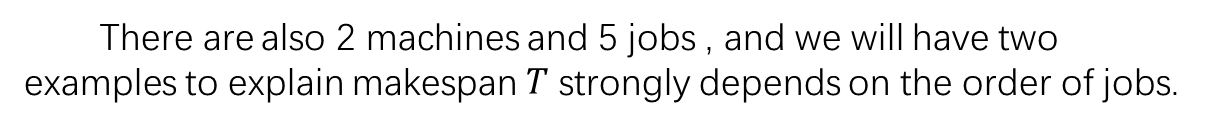 There are also 2 machines and 5 jobs , and we will have two
examples to explain makespan T strongly depends on the order of jobs.